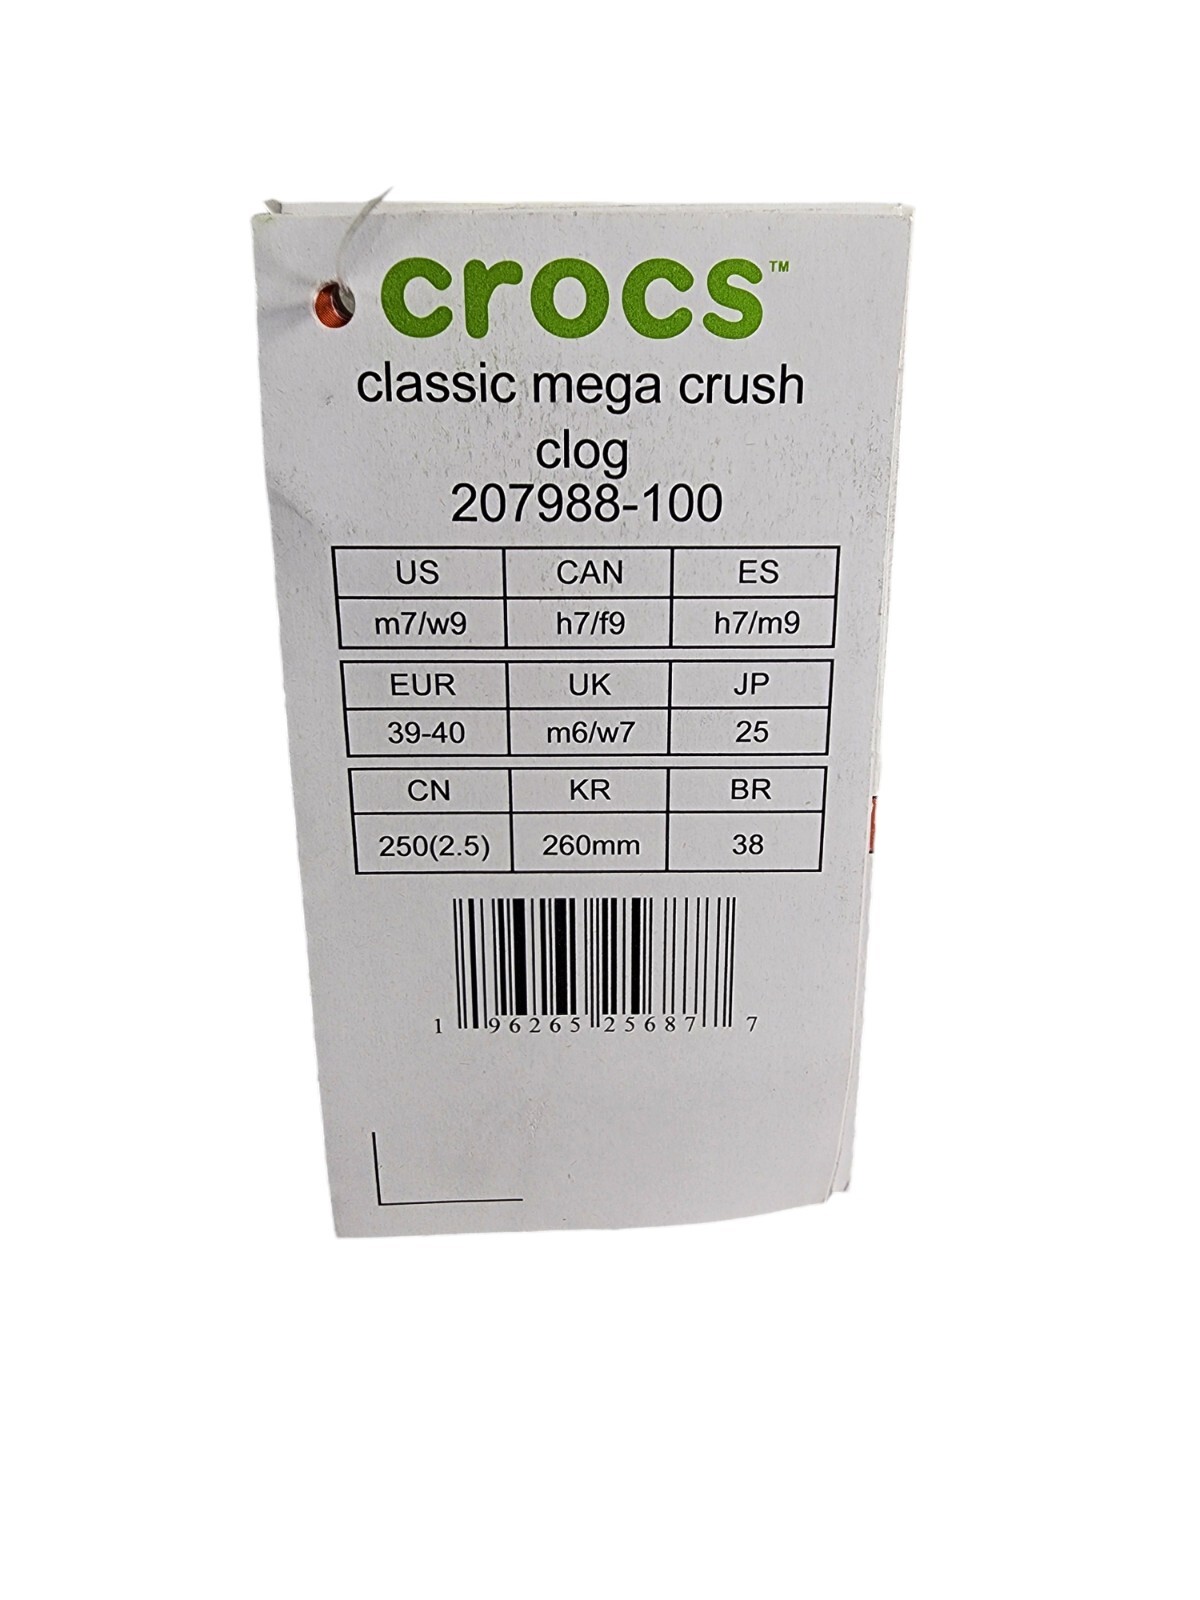 crocs™
classic mega crush
clog
207988-100
US CAN ES
m7/w9 h7/f9 h7/m9
EUR UK JP
39-40 m6/w7 25
CN KR BR
250(2.5) 260mm 38
1 96265 25687 7